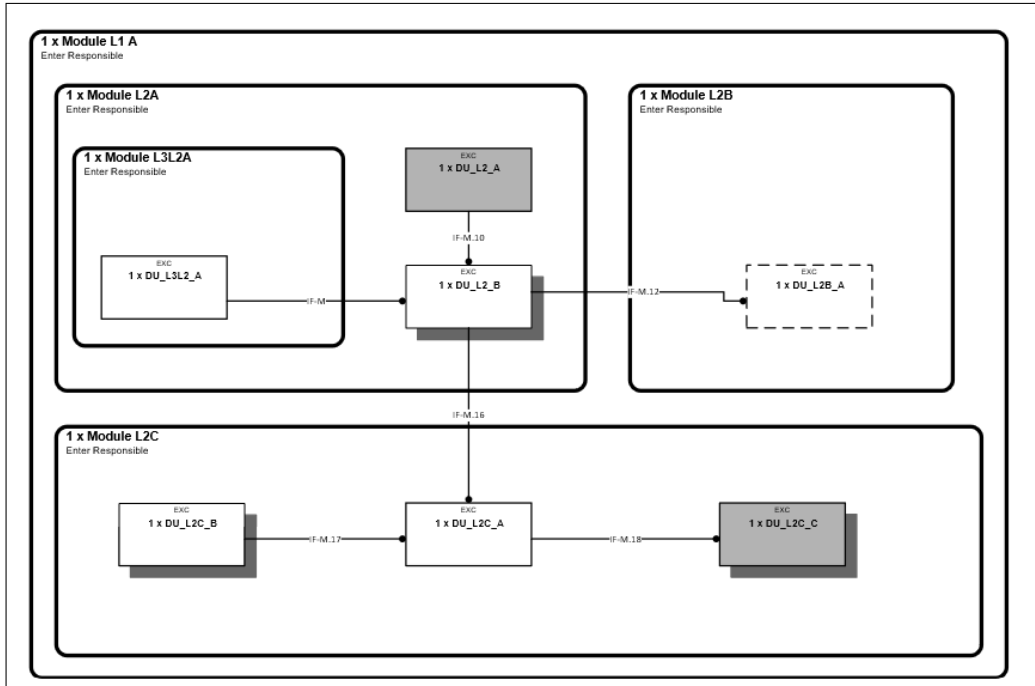 1 x Module L1 A
Enter Responsible
1 x Module L2A
Enter Responsible
1 x Module L2B
Enter Responsible
1 x Module L3L2A
Enter Responsible
EXC
1 x DU_L2_A
IF-M.10
EXC
1 x DU_L3L2_A
EXC
1 x DU_L2_B
EXC
1 x DU_L2B_A
IF-M
IF-M.12
IF-M.16
1 x Module L2C
Enter Responsible
EXC
1 x DU_L2C_B
EXC
1 x DU_L2C_A
EXC
1 x DU_L2C_C
IF-M.17
IF-M.18